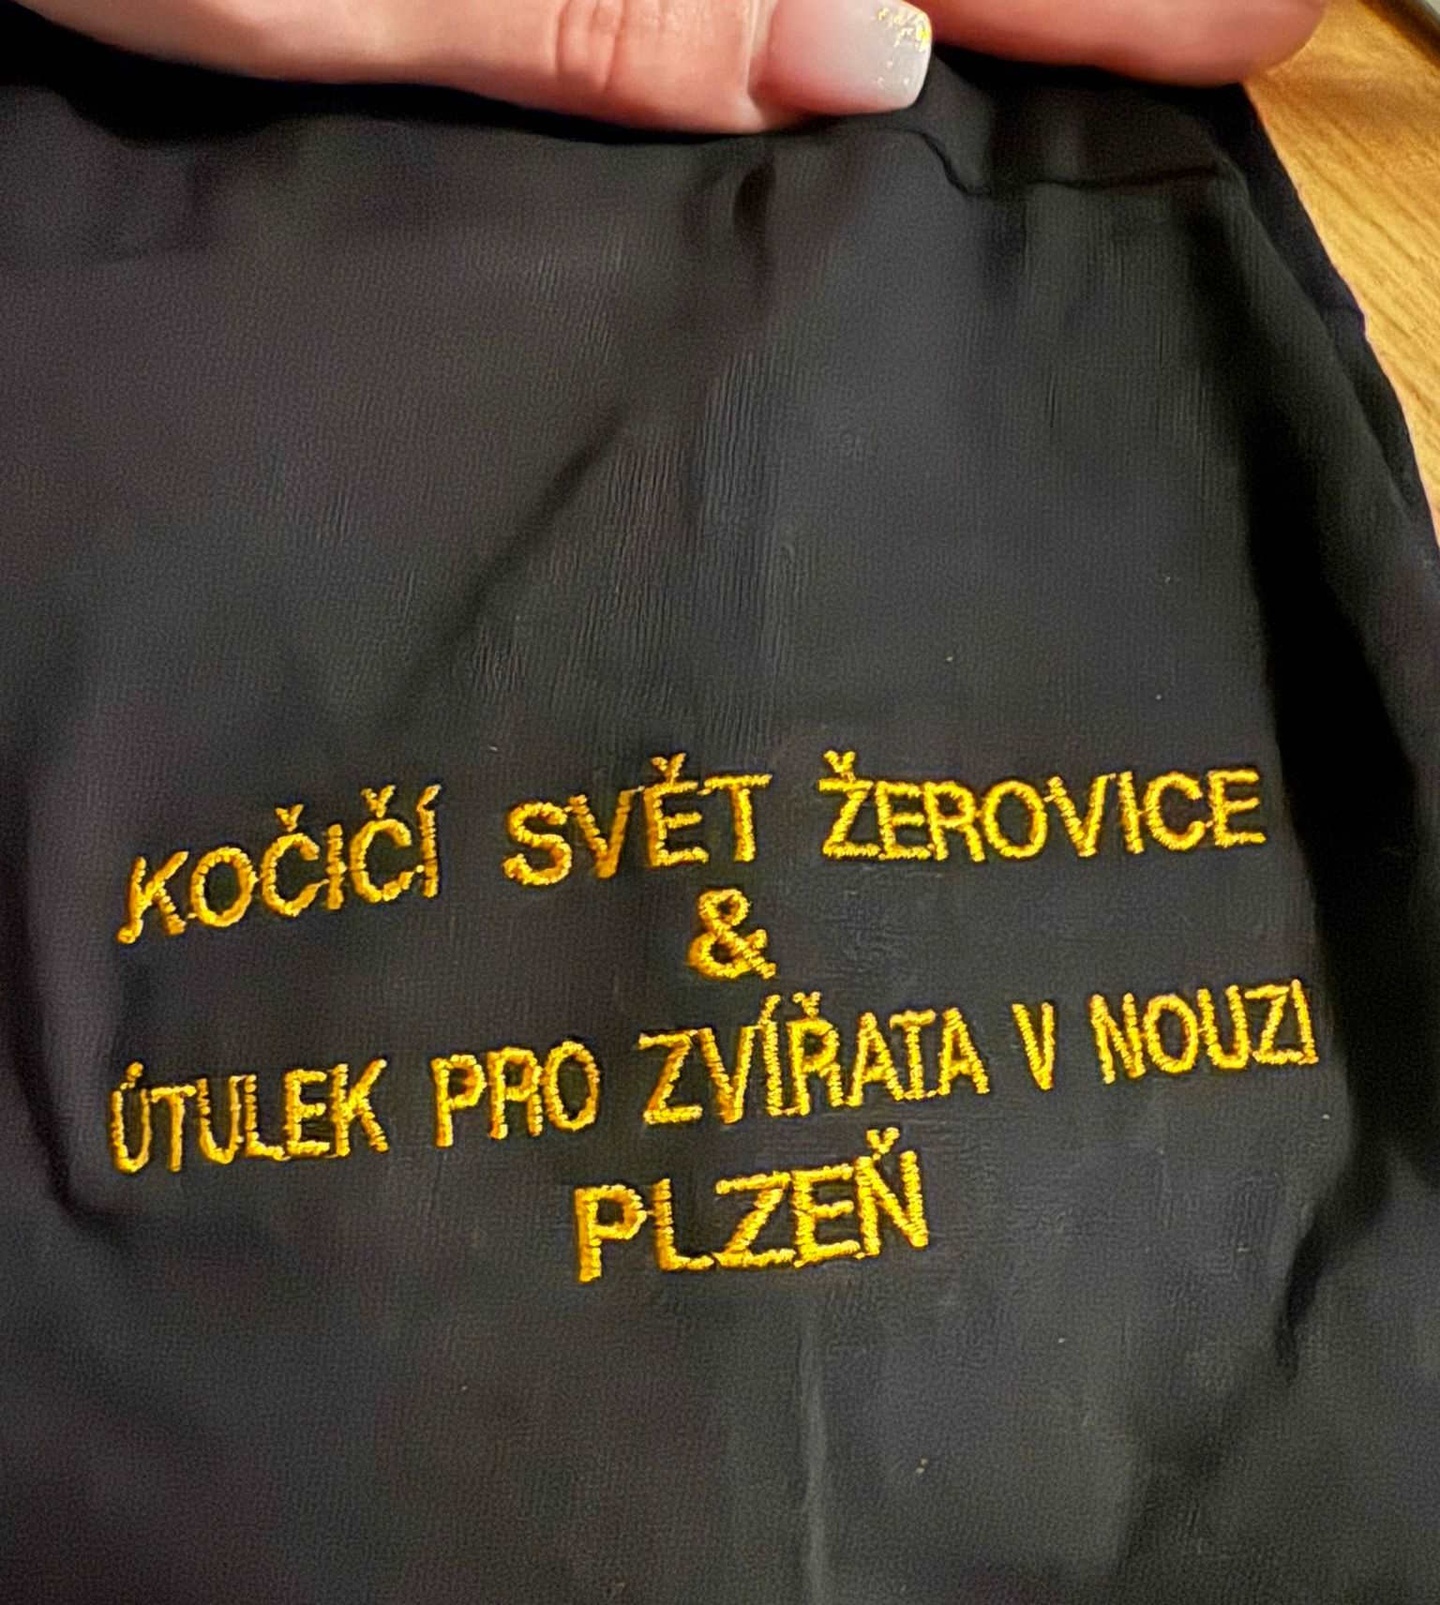 KOČIČÍ SVĚT ŽEROVICE
&
ÚTULEK PRO ZVÍŘATA V NOUZI
PLZEŇ